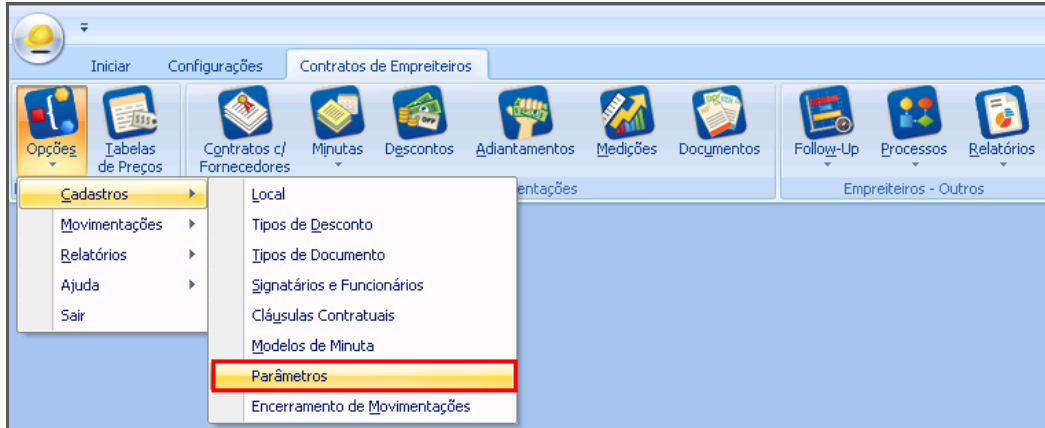 Iniciar Configurações Contratos de Empreiteiros
Opções Tabelas de Preços Contratos c/ Fornecedores Minutas Descontos Adiantamentos Medições Documentos Follow-Up Processos Relatórios
entações Empreiteiros - Outros
Cadastros
Movimentações
Relatórios
Ajuda
Sair
Local
Tipos de Desconto
Tipos de Documento
Signatários e Funcionários
Cláusulas Contratuais
Modelos de Minuta
Parâmetros
Encerramento de Movimentações